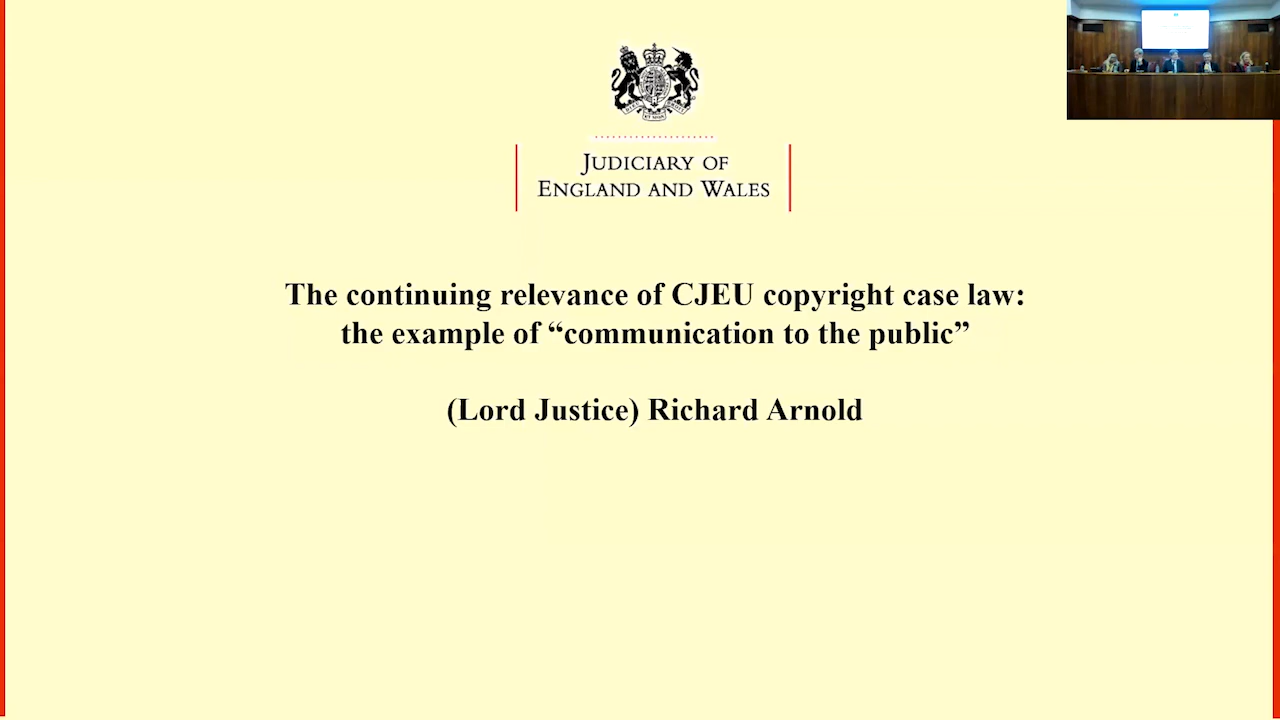 JUDICIARY OF
ENGLAND AND WALES
The continuing relevance of CJEU copyright case law:
the example of “communication to the public”
(Lord Justice) Richard Arnold